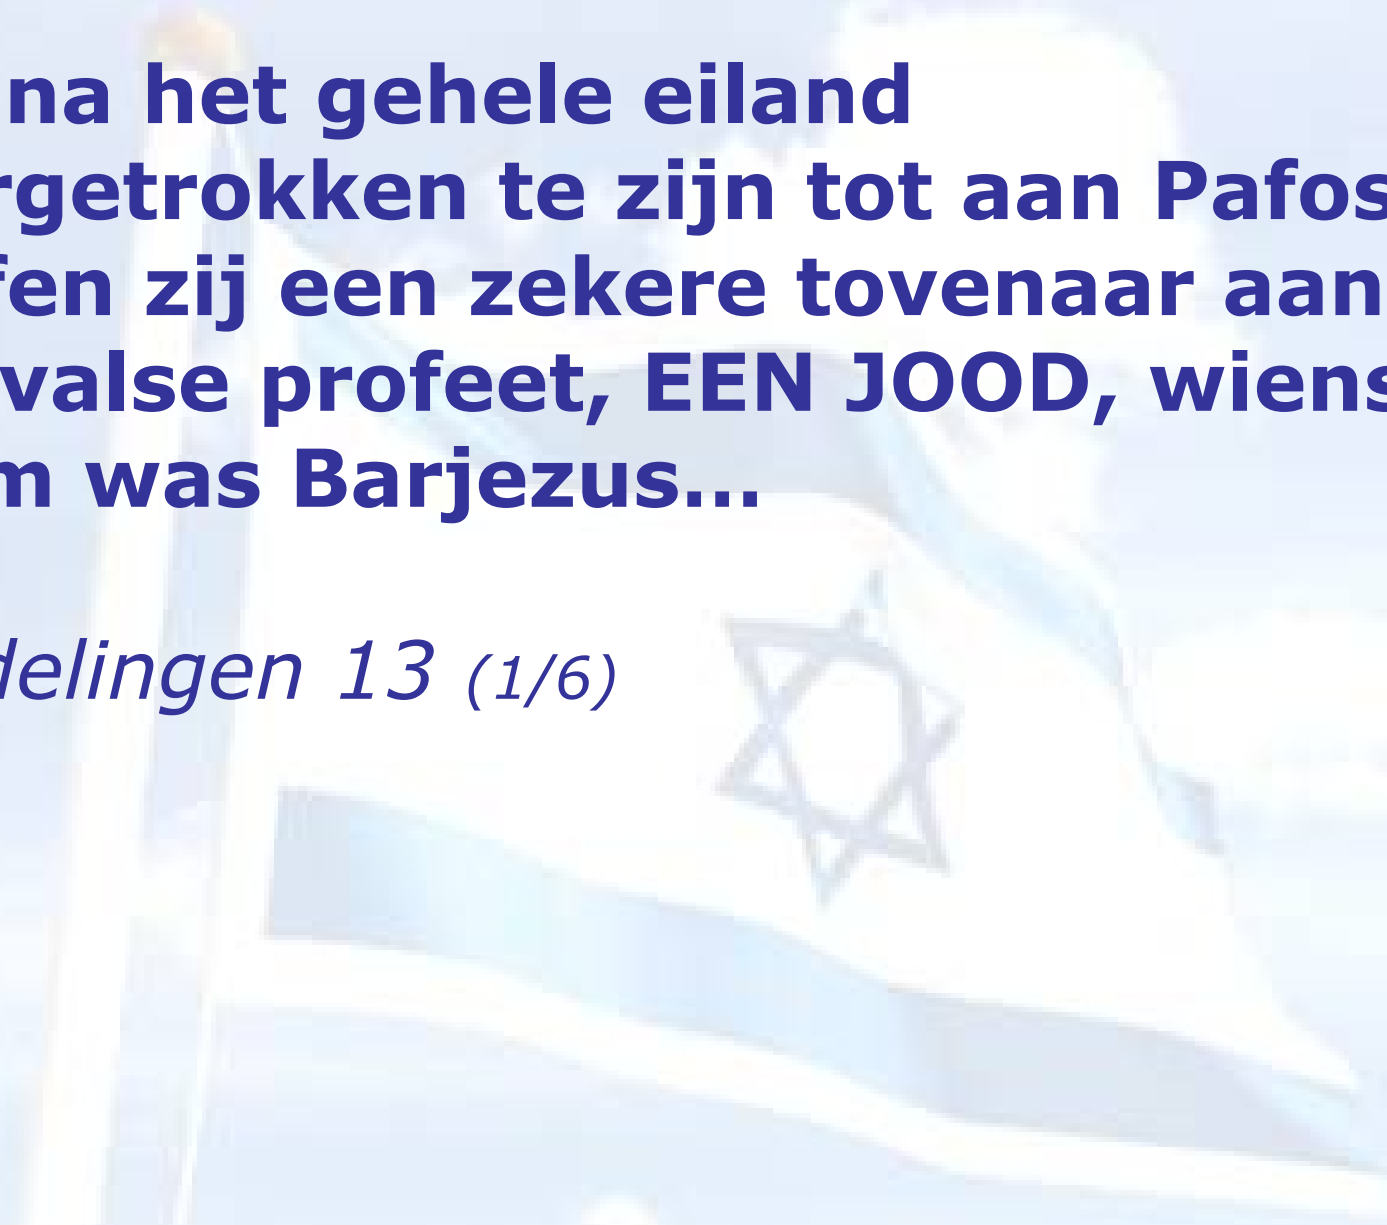 na het gehele eiland
rgetrokken te zijn tot aan Pafos
fen zij een zekere tovenaar aan
valse profeet, EEN JOOD, wiens
m was Barjezus…
delingen 13 (1/6)